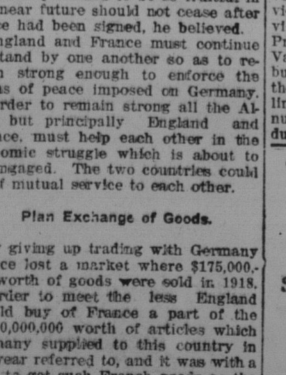 near future should not cease after
had been signed, he believed.
ngland and France must continue
tand by one another so as to re-
n strong enough to enforce the
s of peace imposed on Germany.
rder to remain strong all the Al-
but principally England and
nce, must help each other in the
omic struggle which is about to
ngaged. The two countries could
f mutual service to each other.
Plan Exchange of Goods.
giving up trading with Germany
ce lost a market where $175,000,-
worth of goods were sold in 1918.
rder to meet the less England
ld buy of France a part of the
0,000,000 worth of articles which
many supplied to this country in
year referred to, and it was with a